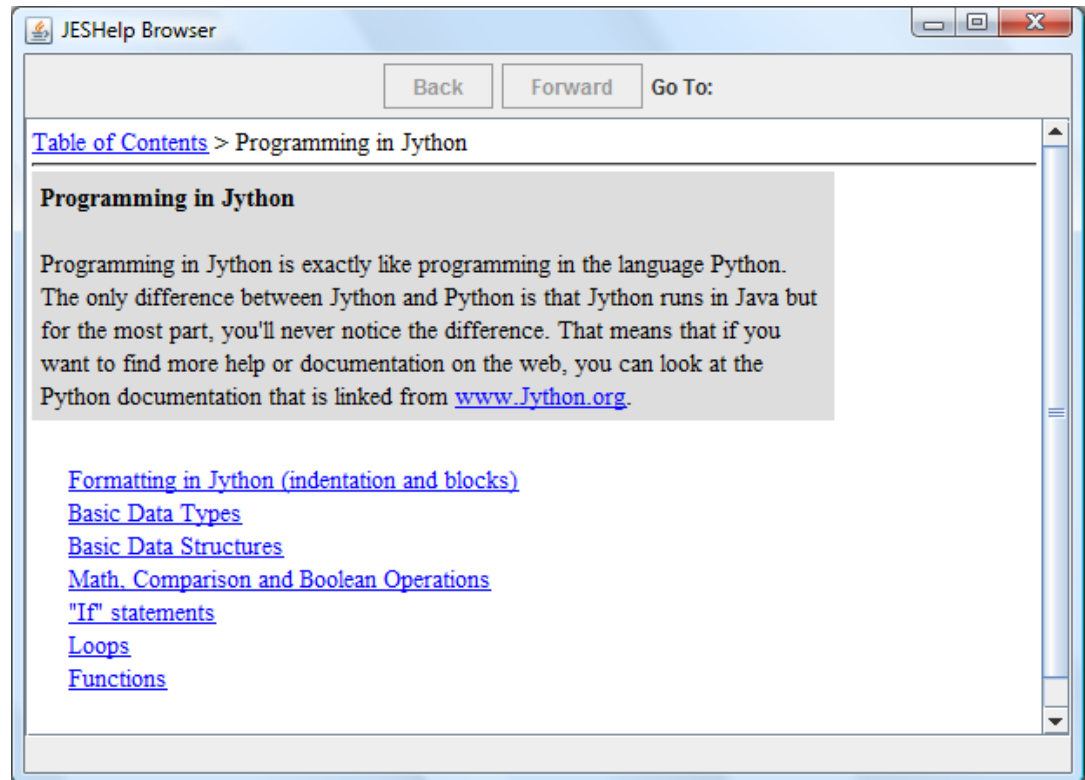 JESHelp Browser
Back Forward Go To:
Table of Contents > Programming in Jython
Programming in Jython
Programming in Jython is exactly like programming in the language Python.
The only difference between Jython and Python is that Jython runs in Java but
for the most part, you'll never notice the difference. That means that if you
want to find more help or documentation on the web, you can look at the
Python documentation that is linked from www.Jython.org.
Formatting in Jython (indentation and blocks)
Basic Data Types
Basic Data Structures
Math, Comparison and Boolean Operations
"If" statements
Loops
Functions